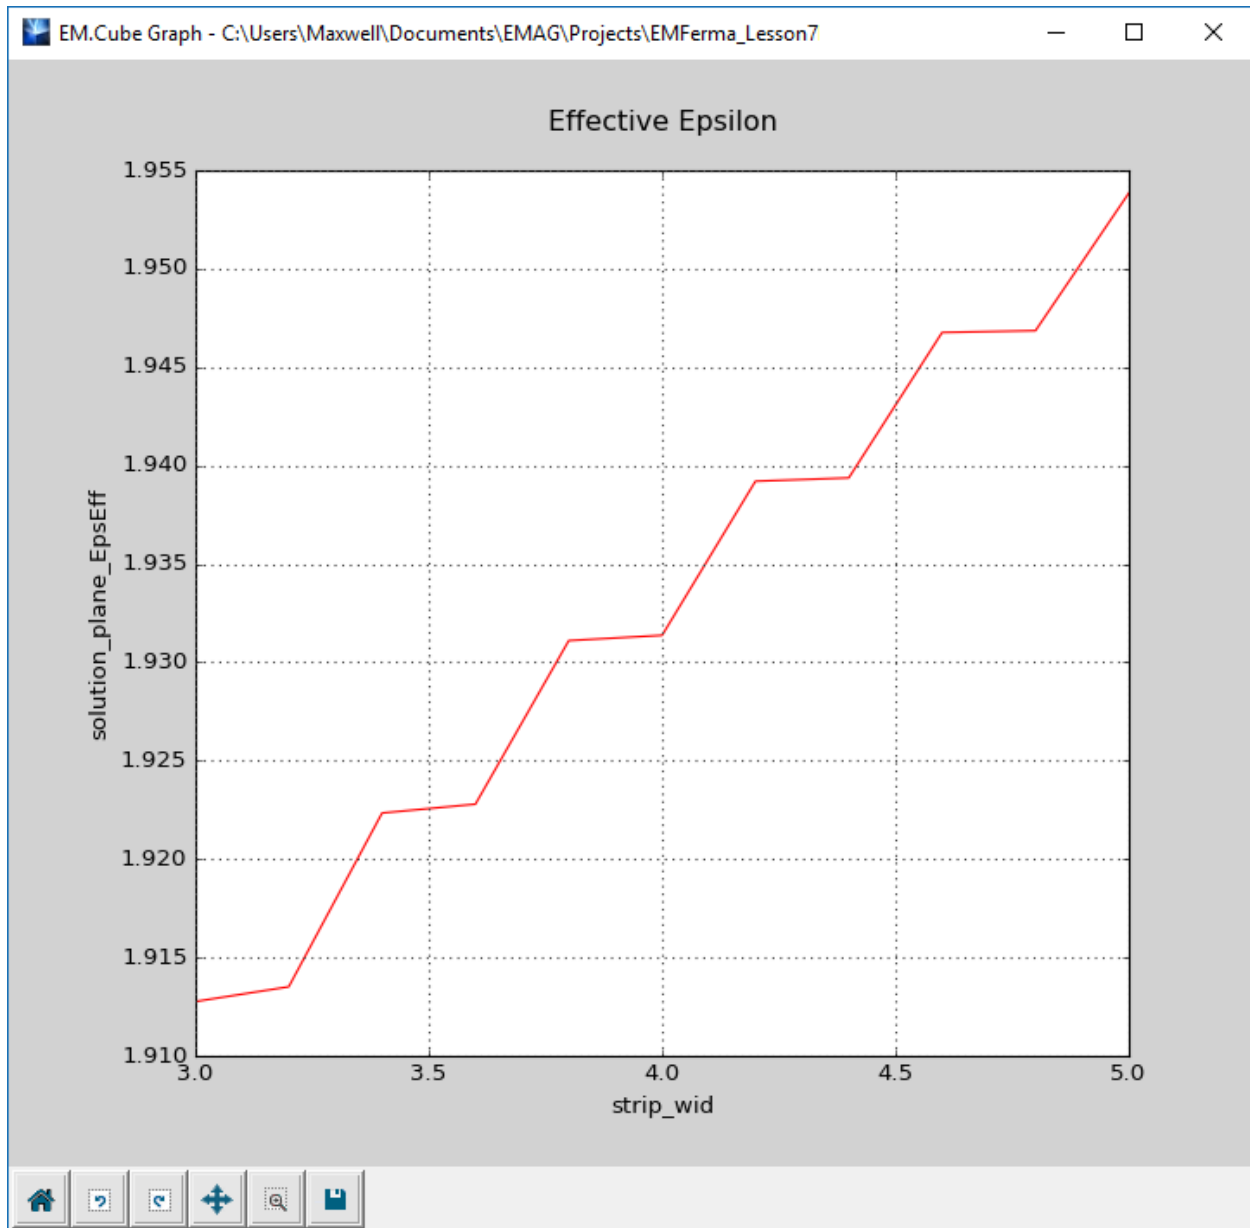 EM.Cube Graph - C:\Users\Maxwell\Documents\EMAG\Projects\EMFerma_Lesson7
Effective Epsilon
1.955
1.950
1.945
1.940
1.935
1.930
1.925
1.920
1.915
1.910
solution_plane_EpsEff
3.0 3.5 4.0 4.5 5.0
strip_wid